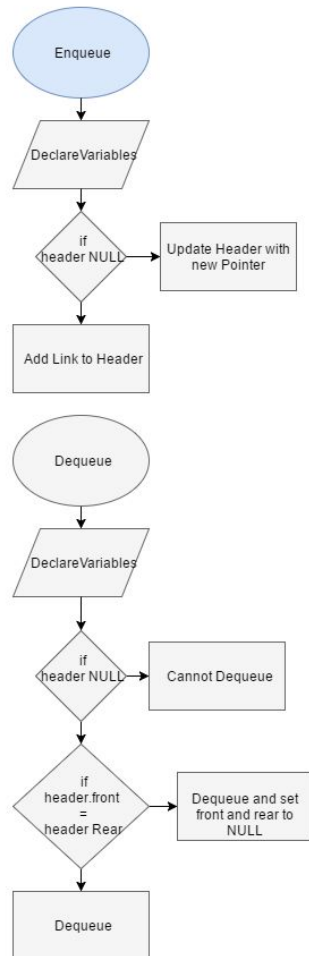 Enqueue
DeclareVariables
if
header NULL
Update Header with
new Pointer
Add Link to Header
Dequeue
DeclareVariables
if
header NULL
Cannot Dequeue
if
header.front
=
header Rear
Dequeue and set
front and rear to
NULL
Dequeue